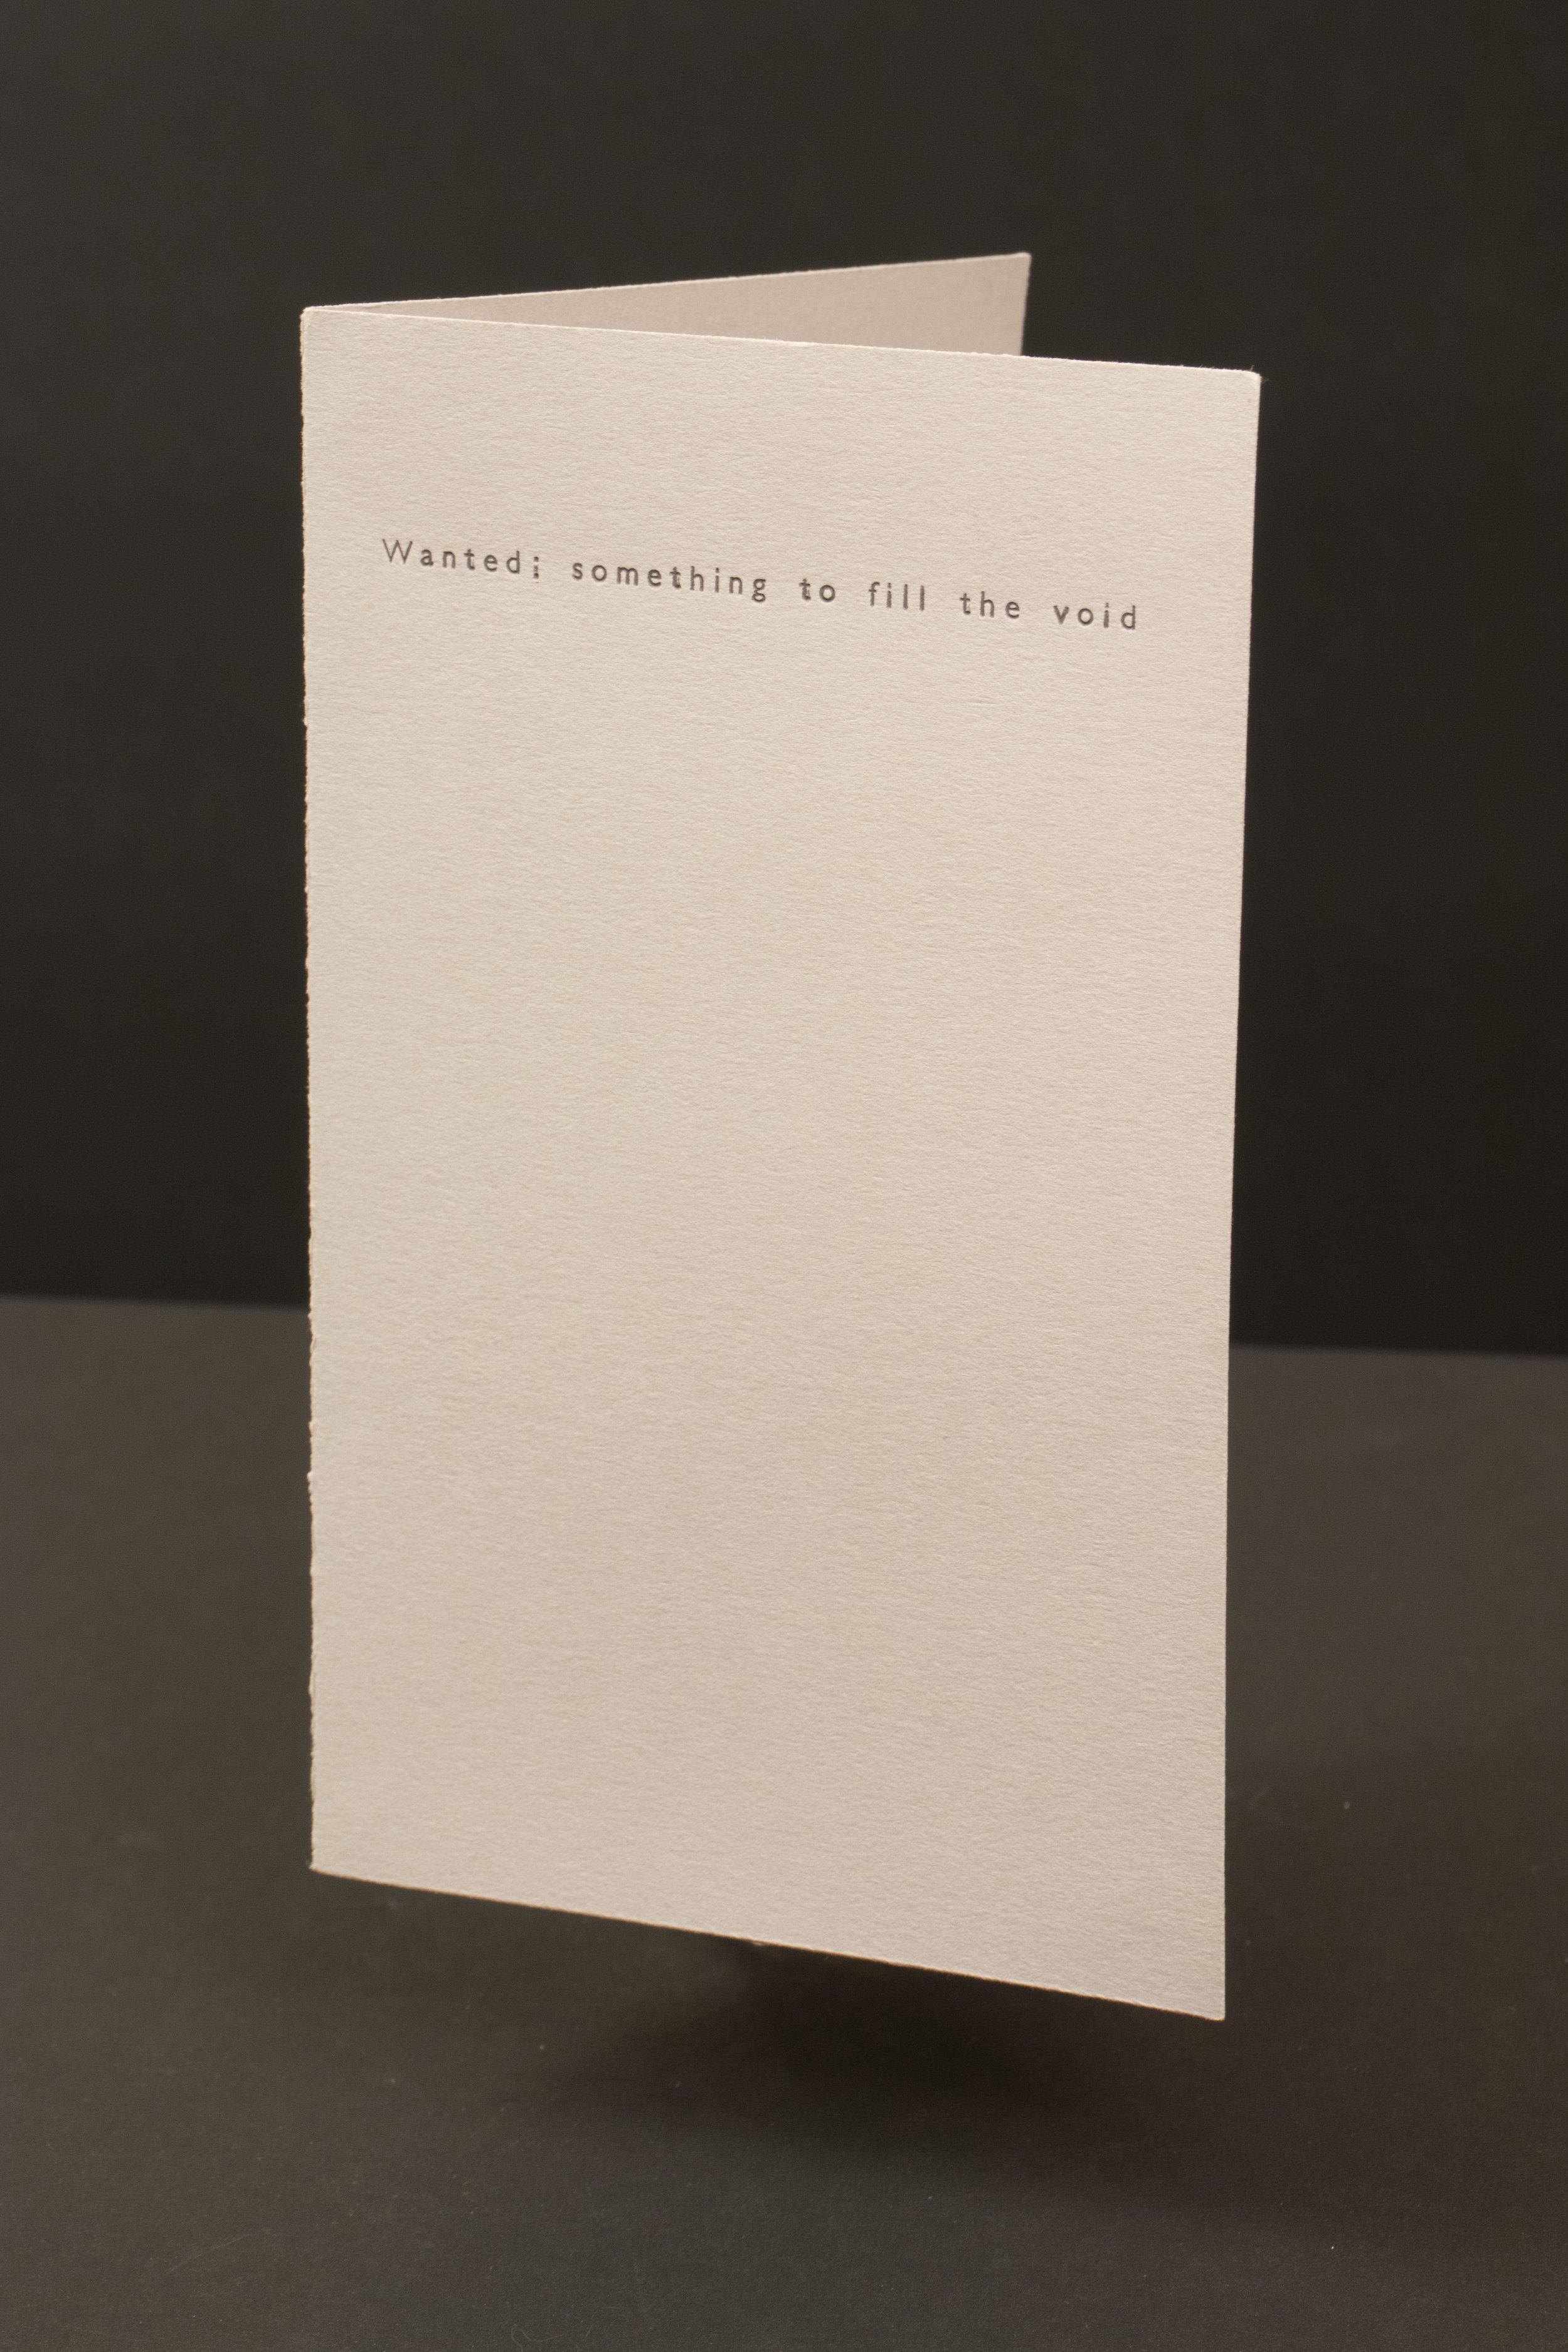 Wanted; something to fill the void